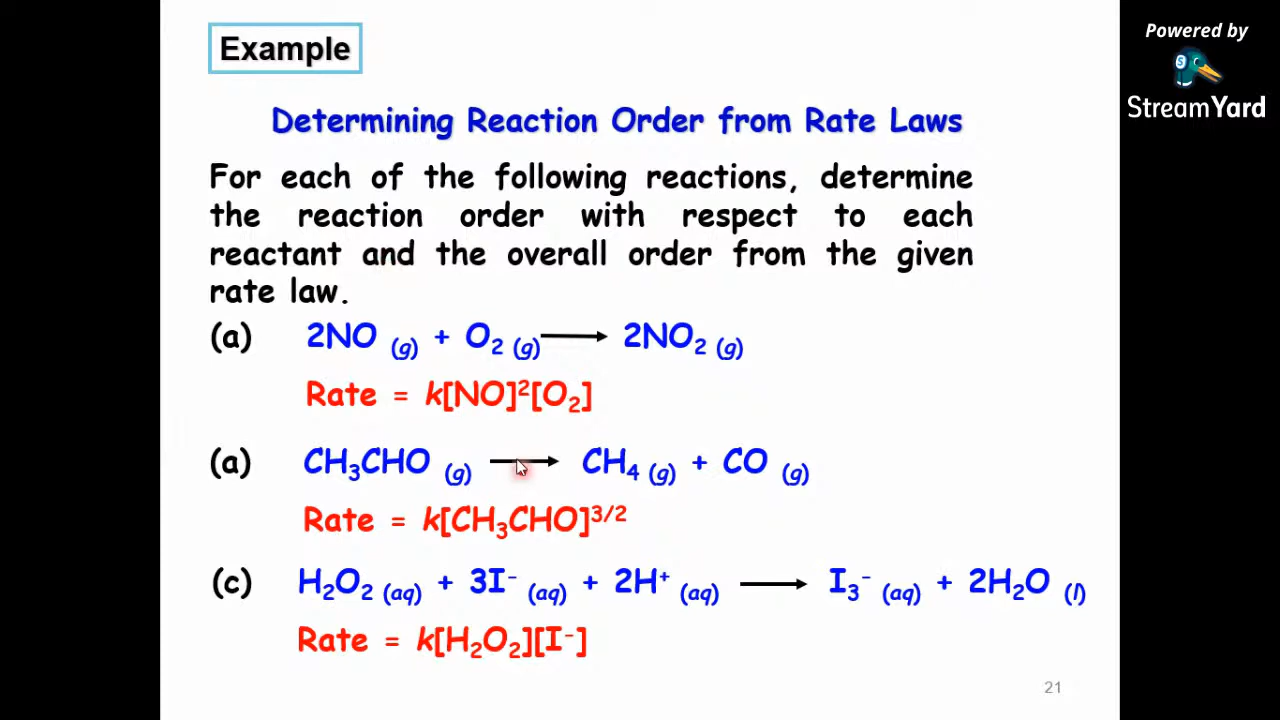 Example
Powered by
StreamYard
Determining Reaction Order from Rate Laws
For each of the following reactions, determine
the reaction order with respect to each
reactant and the overall order from the given
rate law.
(a) 2NO (g) + O₂ (g) ⟶ 2NO₂ (g)
Rate = k[NO]²[O₂]
(a) CH₃CHO (g) ⟶ CH₄ (g) + CO (g)
Rate = k[CH₃CHO]³/²
(c) H₂O₂ (aq) + 3I⁻ (aq) + 2H⁺ (aq) ⟶ I₃⁻ (aq) + 2H₂O (l)
Rate = k[H₂O₂][I⁻]
21